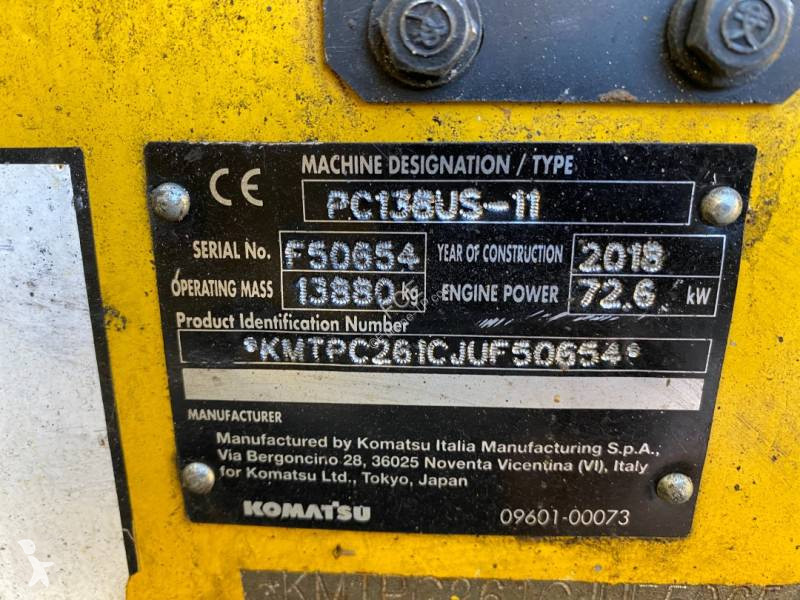 CE MACHINE DESIGNATION / TYPE
PC138US-11
SERIAL No. F50654 YEAR OF CONSTRUCTION 2018
OPERATING MASS 13880 kg ENGINE POWER 72.6 kW
Product Identification Number
*KMTPC261CJUF50654*
MANUFACTURER
Manufactured by Komatsu Italia Manufacturing S.p.A.,
Via Bergoncino 28, 36025 Noventa Vicentina (VI), Italy
for Komatsu Ltd., Tokyo, Japan
KOMATSU 09601-00073